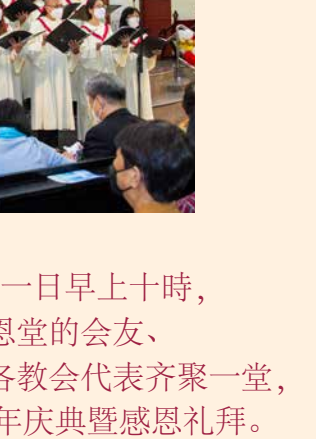 一日早上十時，
恩堂的会友、
各教会代表齐聚一堂，
年庆典暨感恩礼拜。